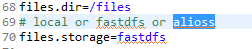 68 files.dir=/files
69 # local or fastdfs or alioss
70 files.storage=fastdfs